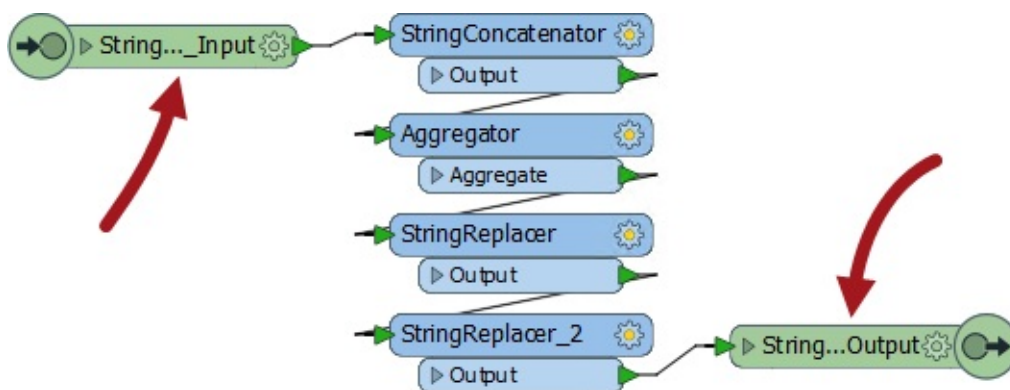 String..._Input
StringConcatenator
Output
Aggregator
Aggregate
StringReplacer
Output
StringReplacer_2
Output
String...Output